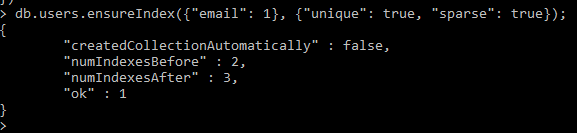 })
> db.users.ensureIndex({"email": 1}, {"unique": true, "sparse": true});
{
"createdCollectionAutomatically" : false,
"numIndexesBefore" : 2,
"numIndexesAfter" : 3,
"ok" : 1
}
>